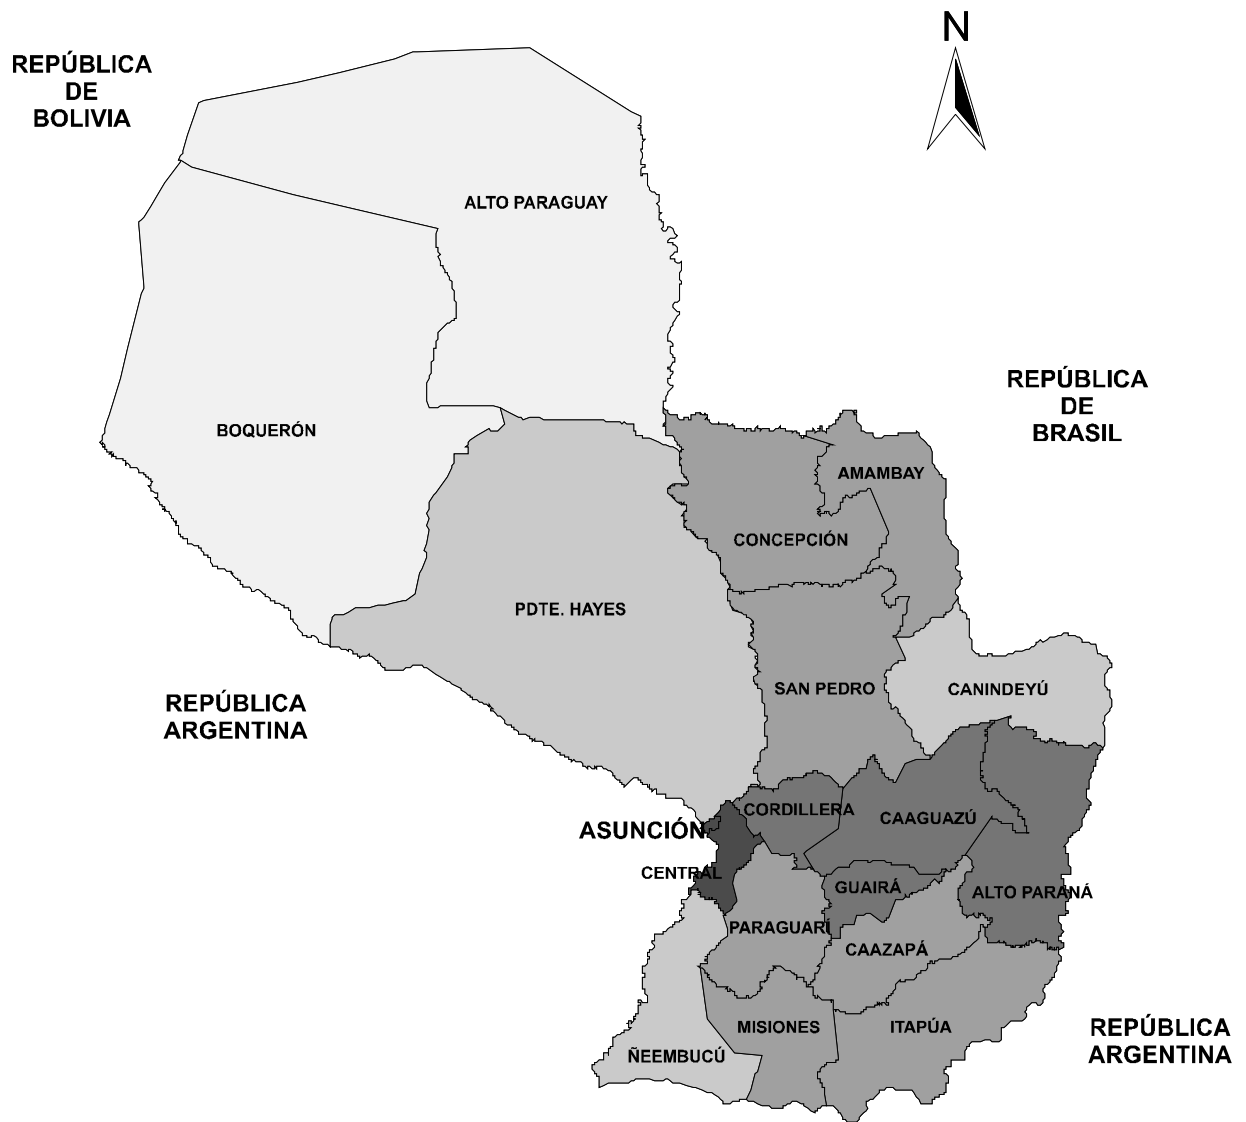 N
REPÚBLICA
DE
BOLIVIA
ALTO PARAGUAY
REPÚBLICA
DE
BRASIL
BOQUERÓN
AMAMBAY
CONCEPCIÓN
PDTE. HAYES
SAN PEDRO
CANINDEYÚ
REPÚBLICA
ARGENTINA
CORDILLERA
CAAGUAZÚ
ASUNCIÓN
CENTRAL
GUAIRÁ
ALTO PARANÁ
PARAGUARÍ
CAAZAPÁ
MISIONES
ITAPÚA
ÑEEMBUCÚ
REPÚBLICA
ARGENTINA